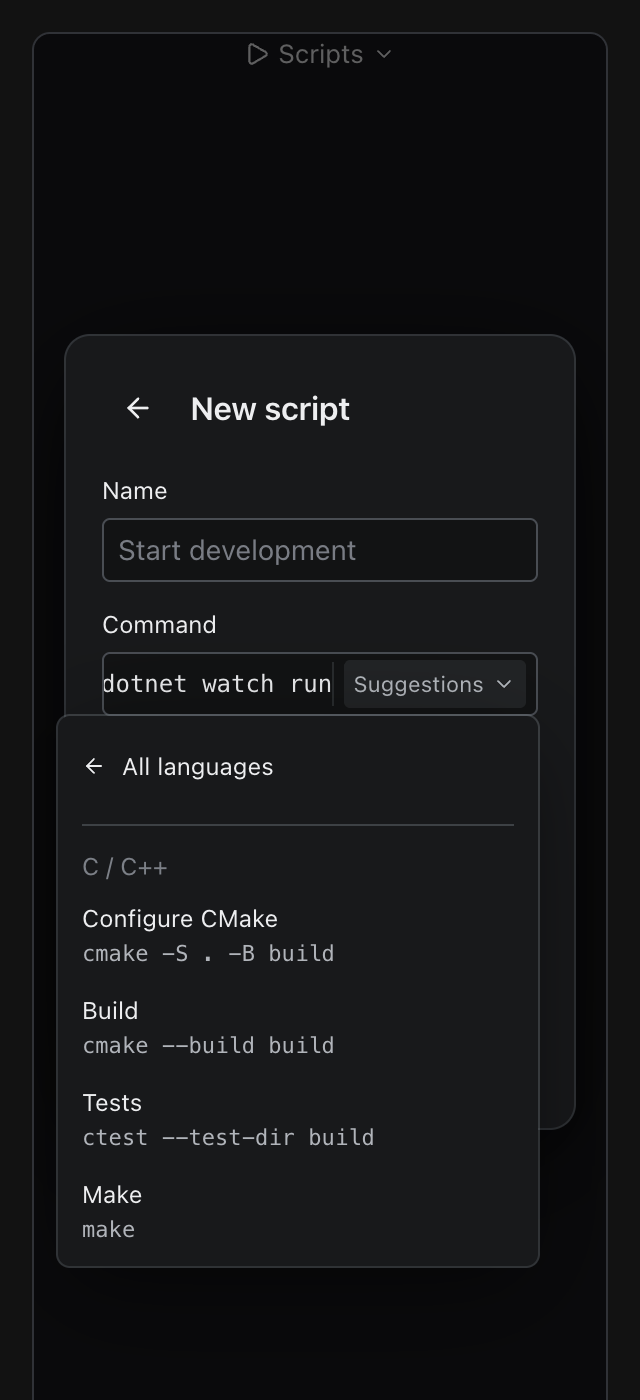 Scripts
New script
Name
Start development
Command
dotnet watch run Suggestions
All languages
C / C++
Configure CMake
cmake -S . -B build
Build
cmake --build build
Tests
ctest --test-dir build
Make
make